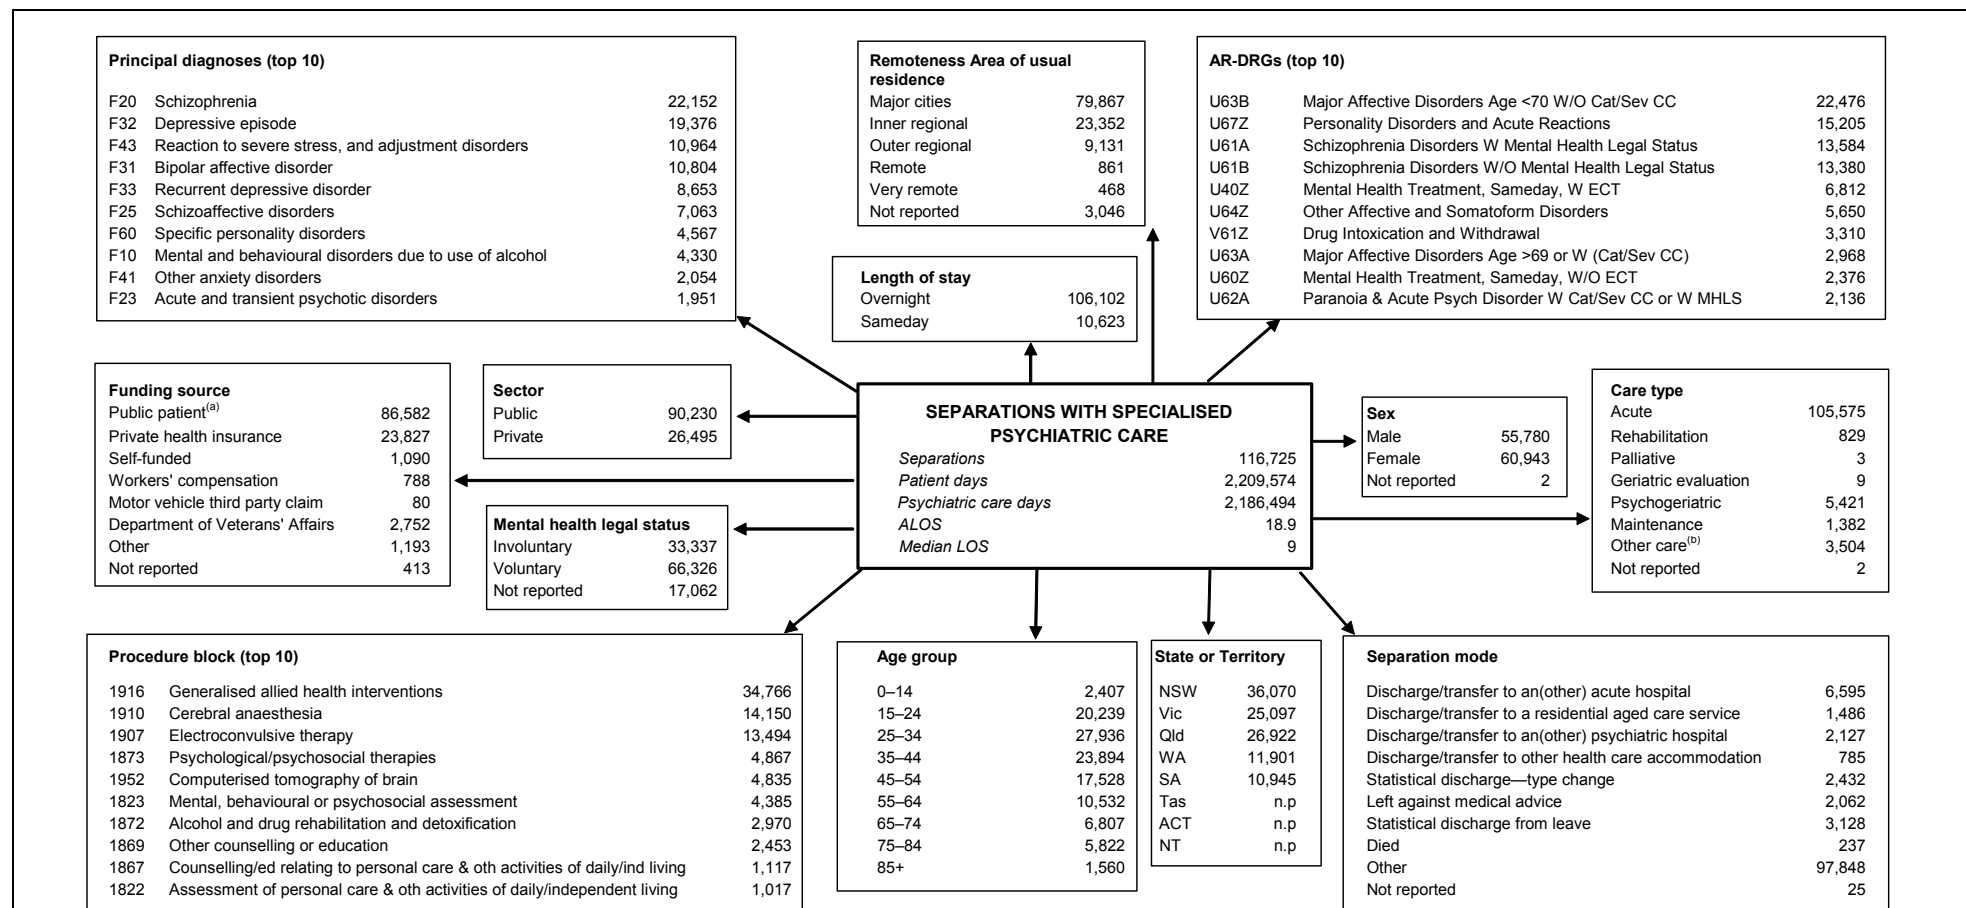 Principal diagnoses (top 10)
F20 Schizophrenia 22,152
F32 Depressive episode 19,376
F43 Reaction to severe stress, and adjustment disorders 10,964
F31 Bipolar affective disorder 10,804
F33 Recurrent depressive disorder 8,653
F25 Schizoaffective disorders 7,063
F60 Specific personality disorders 4,567
F10 Mental and behavioural disorders due to use of alcohol 4,330
F41 Other anxiety disorders 2,054
F23 Acute and transient psychotic disorders 1,951
Remoteness Area of usual
residence
Major cities 79,867
Inner regional 23,352
Outer regional 9,131
Remote 861
Very remote 468
Not reported 3,046
AR-DRGs (top 10)
U63B Major Affective Disorders Age <70 W/O Cat/Sev CC 22,476
U67Z Personality Disorders and Acute Reactions 15,205
U61A Schizophrenia Disorders W Mental Health Legal Status 13,584
U61B Schizophrenia Disorders W/O Mental Health Legal Status 13,380
U40Z Mental Health Treatment, Sameday, W ECT 6,812
U64Z Other Affective and Somatoform Disorders 5,650
V61Z Drug Intoxication and Withdrawal 3,310
U63A Major Affective Disorders Age >69 or W (Cat/Sev CC) 2,968
U60Z Mental Health Treatment, Sameday, W/O ECT 2,376
U62A Paranoia & Acute Psych Disorder W Cat/Sev CC or W MHLS 2,136
Length of stay
Overnight 106,102
Sameday 10,623
Funding source
Public patient(a) 86,582
Private health insurance 23,827
Self-funded 1,090
Workers' compensation 788
Motor vehicle third party claim 80
Department of Veterans' Affairs 2,752
Other 1,193
Not reported 413
Sector
Public 90,230
Private 26,495
Mental health legal status
Involuntary 33,337
Voluntary 66,326
Not reported 17,062
SEPARATIONS WITH SPECIALISED
PSYCHIATRIC CARE
Separations 116,725
Patient days 2,209,574
Psychiatric care days 2,186,494
ALOS 18.9
Median LOS 9
Sex
Male 55,780
Female 60,943
Not reported 2
Care type
Acute 105,575
Rehabilitation 829
Palliative 3
Geriatric evaluation 9
Psychogeriatric 5,421
Maintenance 1,382
Other care(b) 3,504
Not reported 2
Procedure block (top 10)
1916 Generalised allied health interventions 34,766
1910 Cerebral anaesthesia 14,150
1907 Electroconvulsive therapy 13,494
1873 Psychological/psychosocial therapies 4,867
1952 Computerised tomography of brain 4,835
1823 Mental, behavioural or psychosocial assessment 4,385
1872 Alcohol and drug rehabilitation and detoxification 2,970
1869 Other counselling or education 2,453
1867 Counselling/ed relating to personal care & oth activities of daily/ind living 1,117
1822 Assessment of personal care & oth activities of daily/independent living 1,017
Age group
0–14 2,407
15–24 20,239
25–34 27,936
35–44 23,894
45–54 17,528
55–64 10,532
65–74 6,807
75–84 5,822
85+ 1,560
State or Territory
NSW 36,070
Vic 25,097
Qld 26,922
WA 11,901
SA 10,945
Tas n.p
ACT n.p
NT n.p
Separation mode
Discharge/transfer to an(other) acute hospital 6,595
Discharge/transfer to a residential aged care service 1,486
Discharge/transfer to an(other) psychiatric hospital 2,127
Discharge/transfer to other health care accommodation 785
Statistical discharge—type change 2,432
Left against medical advice 2,062
Statistical discharge from leave 3,128
Died 237
Other 97,848
Not reported 25